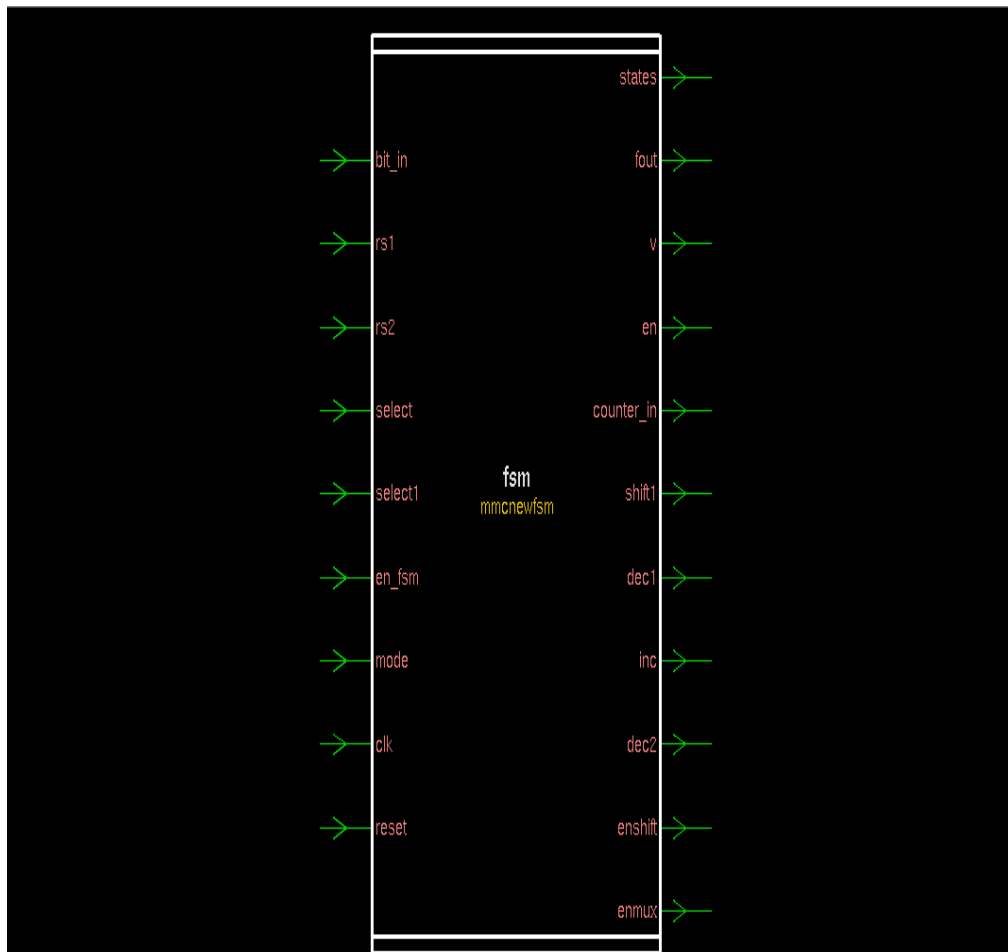 states
bit_in
fout
rs1
v
rs2
en
select
counter_in
fsm
mmcnewfsm
select1
shift1
en_fsm
dec1
mode
inc
clk
dec2
reset
enshift
enmux